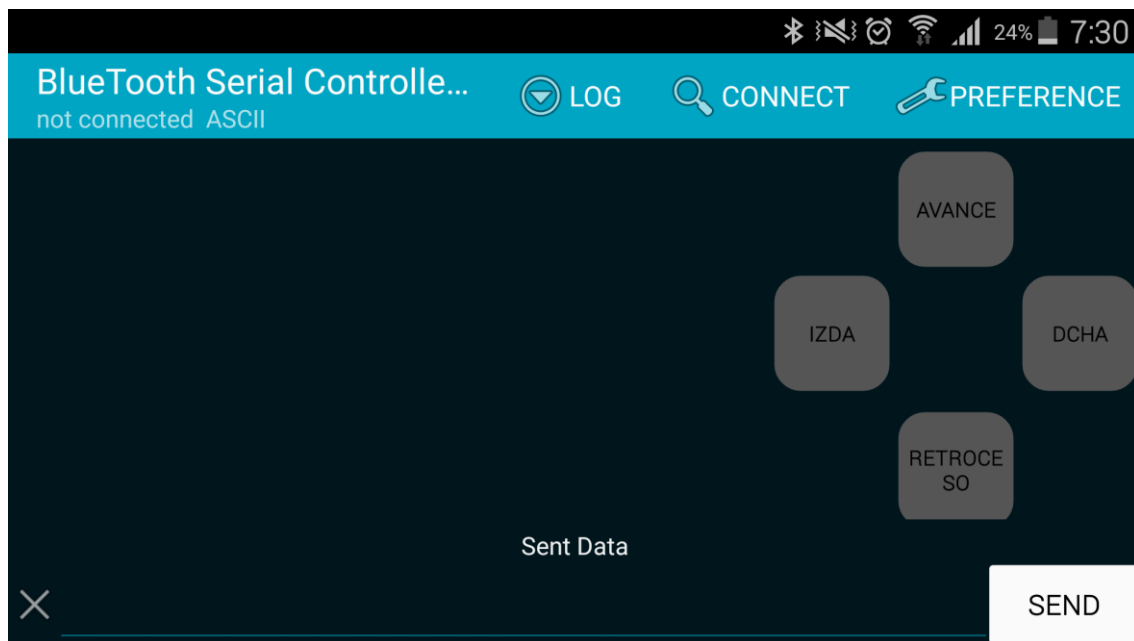 24% 7:30
BlueTooth Serial Controlle...
not connected ASCII
LOG
CONNECT
PREFERENCE
AVANCE
IZDA
DCHA
RETROCE
SO
Sent Data
SEND